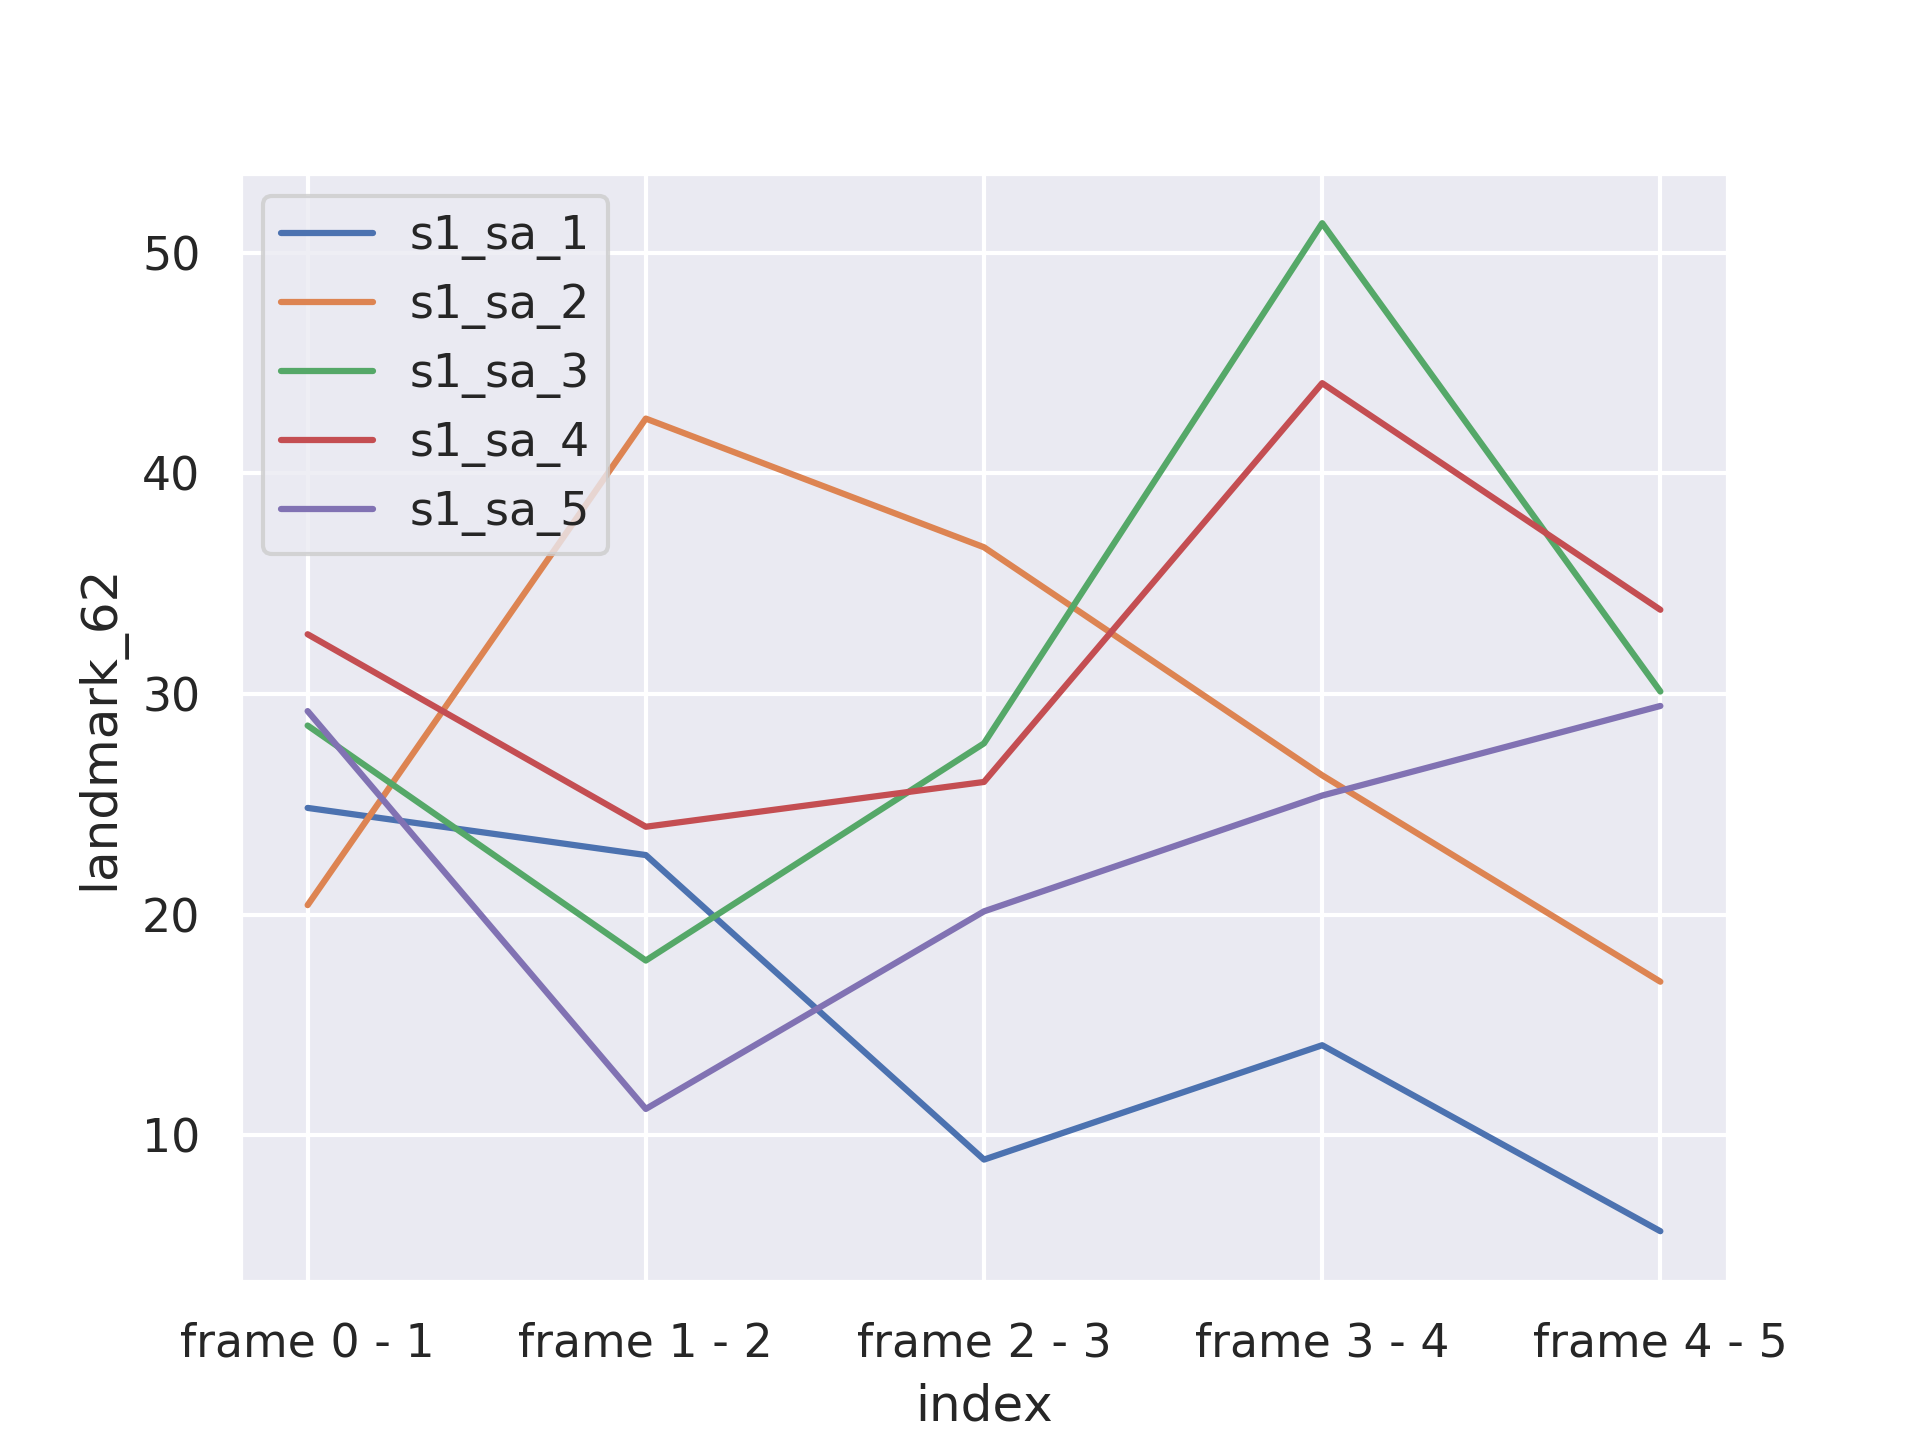 s1_sa_1
s1_sa_2
s1_sa_3
s1_sa_4
s1_sa_5
50
40
30
20
10
landmark_62
frame 0 - 1
frame 1 - 2
frame 2 - 3
frame 3 - 4
frame 4 - 5
index